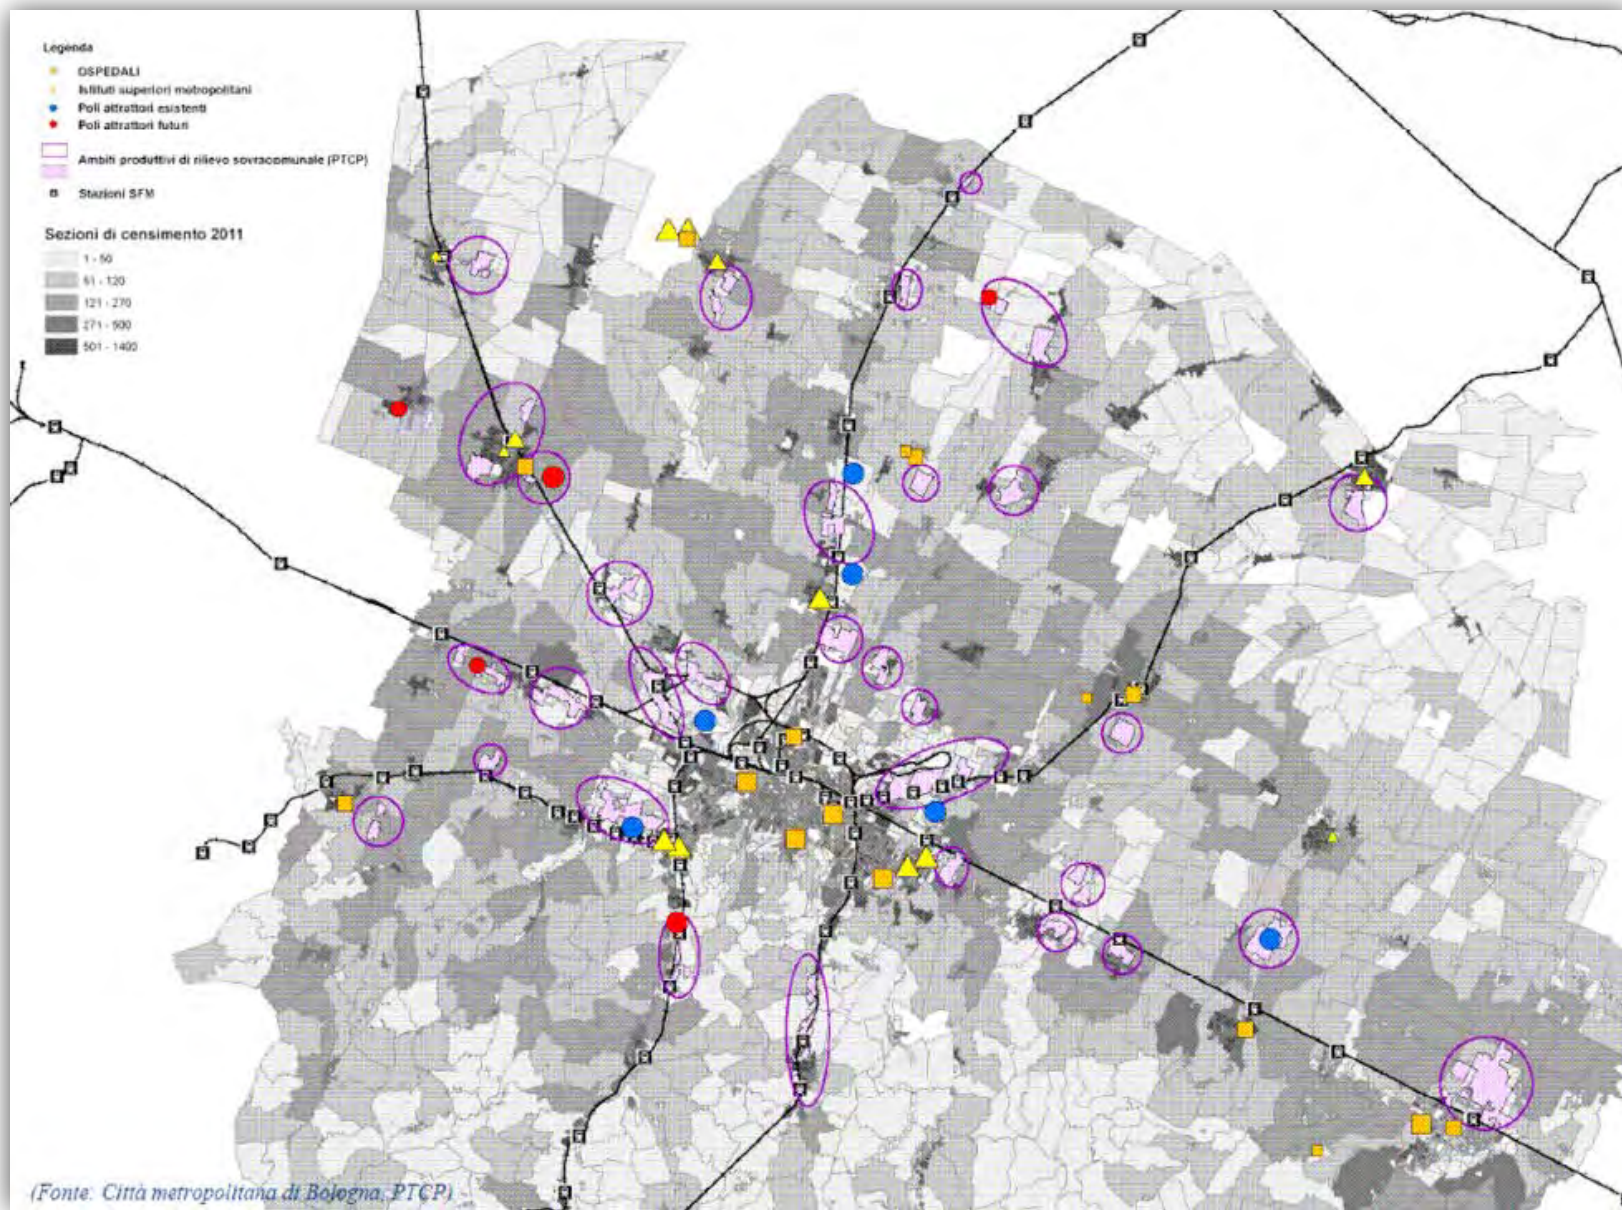 Legenda
OSPEDALI
Istituti superiori metropolitani
Poli attrattori esistenti
Poli attrattori futuri
Ambiti produttivi di rilievo sovracomunale (PTCP)
Stazioni SFM
Sezioni di censimento 2011
1 - 50
51 - 120
121 - 270
271 - 500
501 - 1400
(Fonte: Città metropolitana di Bologna, PTCP)